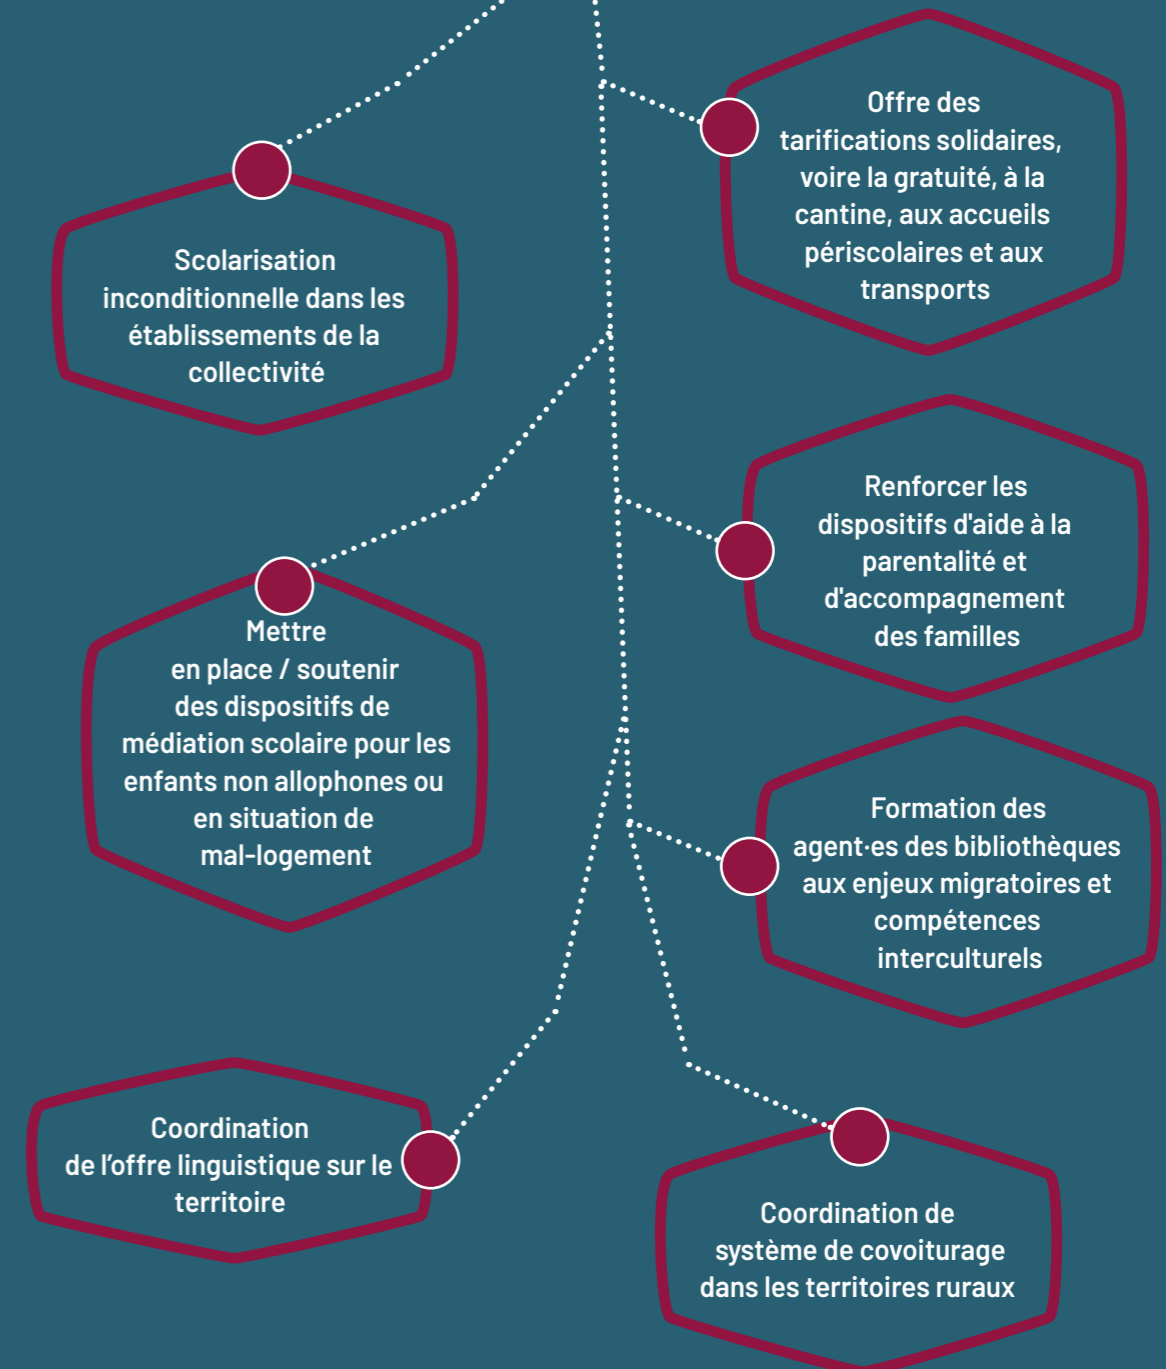 Offre des
tarifications solidaires,
voire la gratuité, à la
cantine, aux accueils
périscolaires et aux
transports
Scolarisation
inconditionnelle dans les
établissements de la
collectivité
Renforcer les
dispositifs d'aide à la
parentalité et
d'accompagnement
des familles
Mettre
en place / soutenir
des dispositifs de
médiation scolaire pour les
enfants non allophones ou
en situation de
mal-logement
Formation des
agent·es des bibliothèques
aux enjeux migratoires et
compétences
interculturels
Coordination
de l'offre linguistique sur le
territoire
Coordination de
système de covoiturage
dans les territoires ruraux